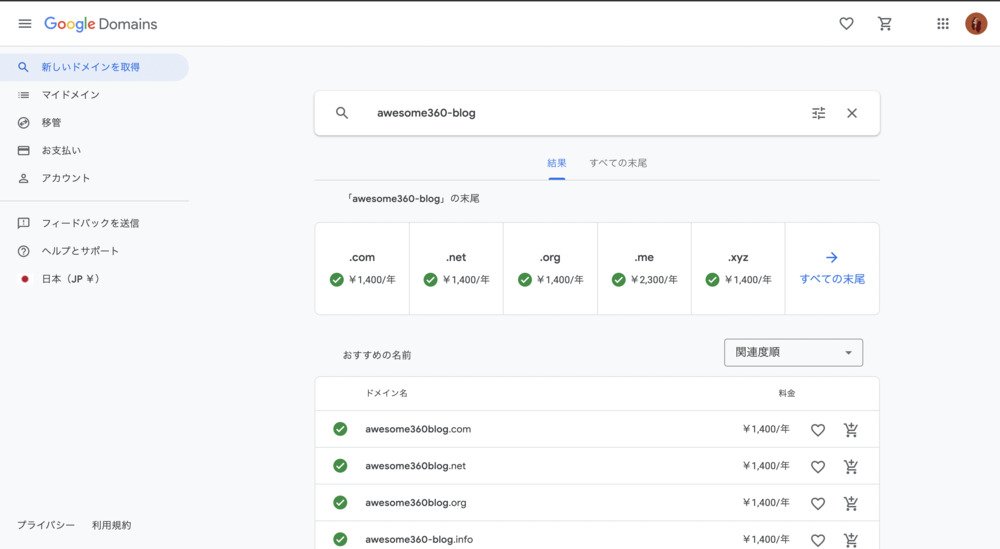 Google Domains
新しいドメインを取得
マイドメイン
移管
お支払い
アカウント
フィードバックを送信
ヘルプとサポート
日本（JP ￥）
プライバシー 利用規約
awesome360-blog
結果 すべての末尾
「awesome360-blog」の末尾
.com .net .org .me .xyz
￥1,400/年 ￥1,400/年 ￥1,400/年 ￥2,300/年 ￥1,400/年 すべての末尾
おすすめの名前 関連度順
ドメイン名 料金
awesome360blog.com ￥1,400/年
awesome360blog.net ￥1,400/年
awesome360blog.org ￥1,400/年
awesome360-blog.info ￥1,400/年